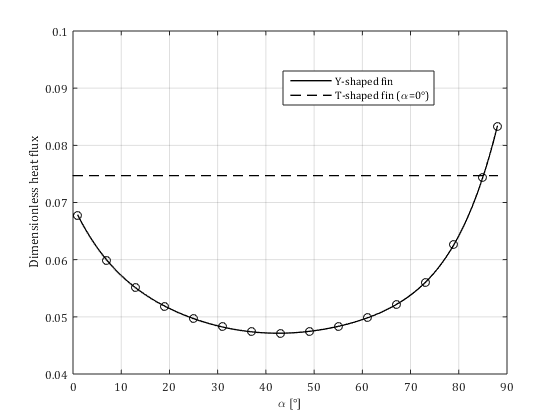 0.1
0.09
0.08
0.07
0.06
0.05
0.04
Dimensionless heat flux
Y-shaped fin
T-shaped fin (α=0°)
0 10 20 30 40 50 60 70 80 90
α [°]